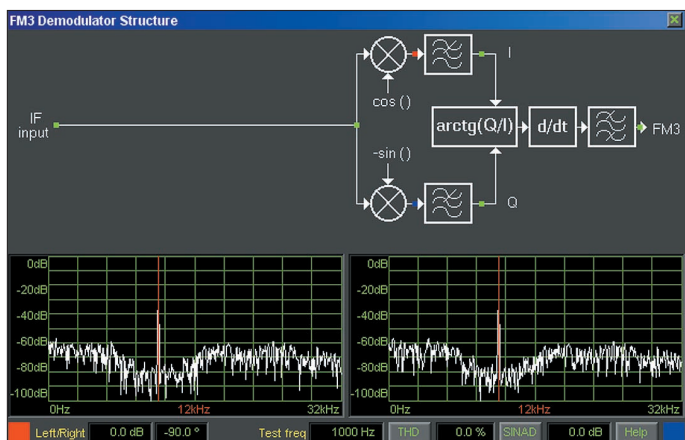 FM3 Demodulator Structure
I
cos ()
IF
input
arctg(Q/I)
d/dt
FM3
-sin ()
Q
0dB
-20dB
-40dB
-60dB
-80dB
-100dB
0Hz
12kHz
32kHz
0dB
-20dB
-40dB
-60dB
-80dB
-100dB
0Hz
12kHz
32kHz
Left/Right 0.0 dB -90.0 ° Test freq 1000 Hz THD 0.0 % SINAD 0.0 dB Help